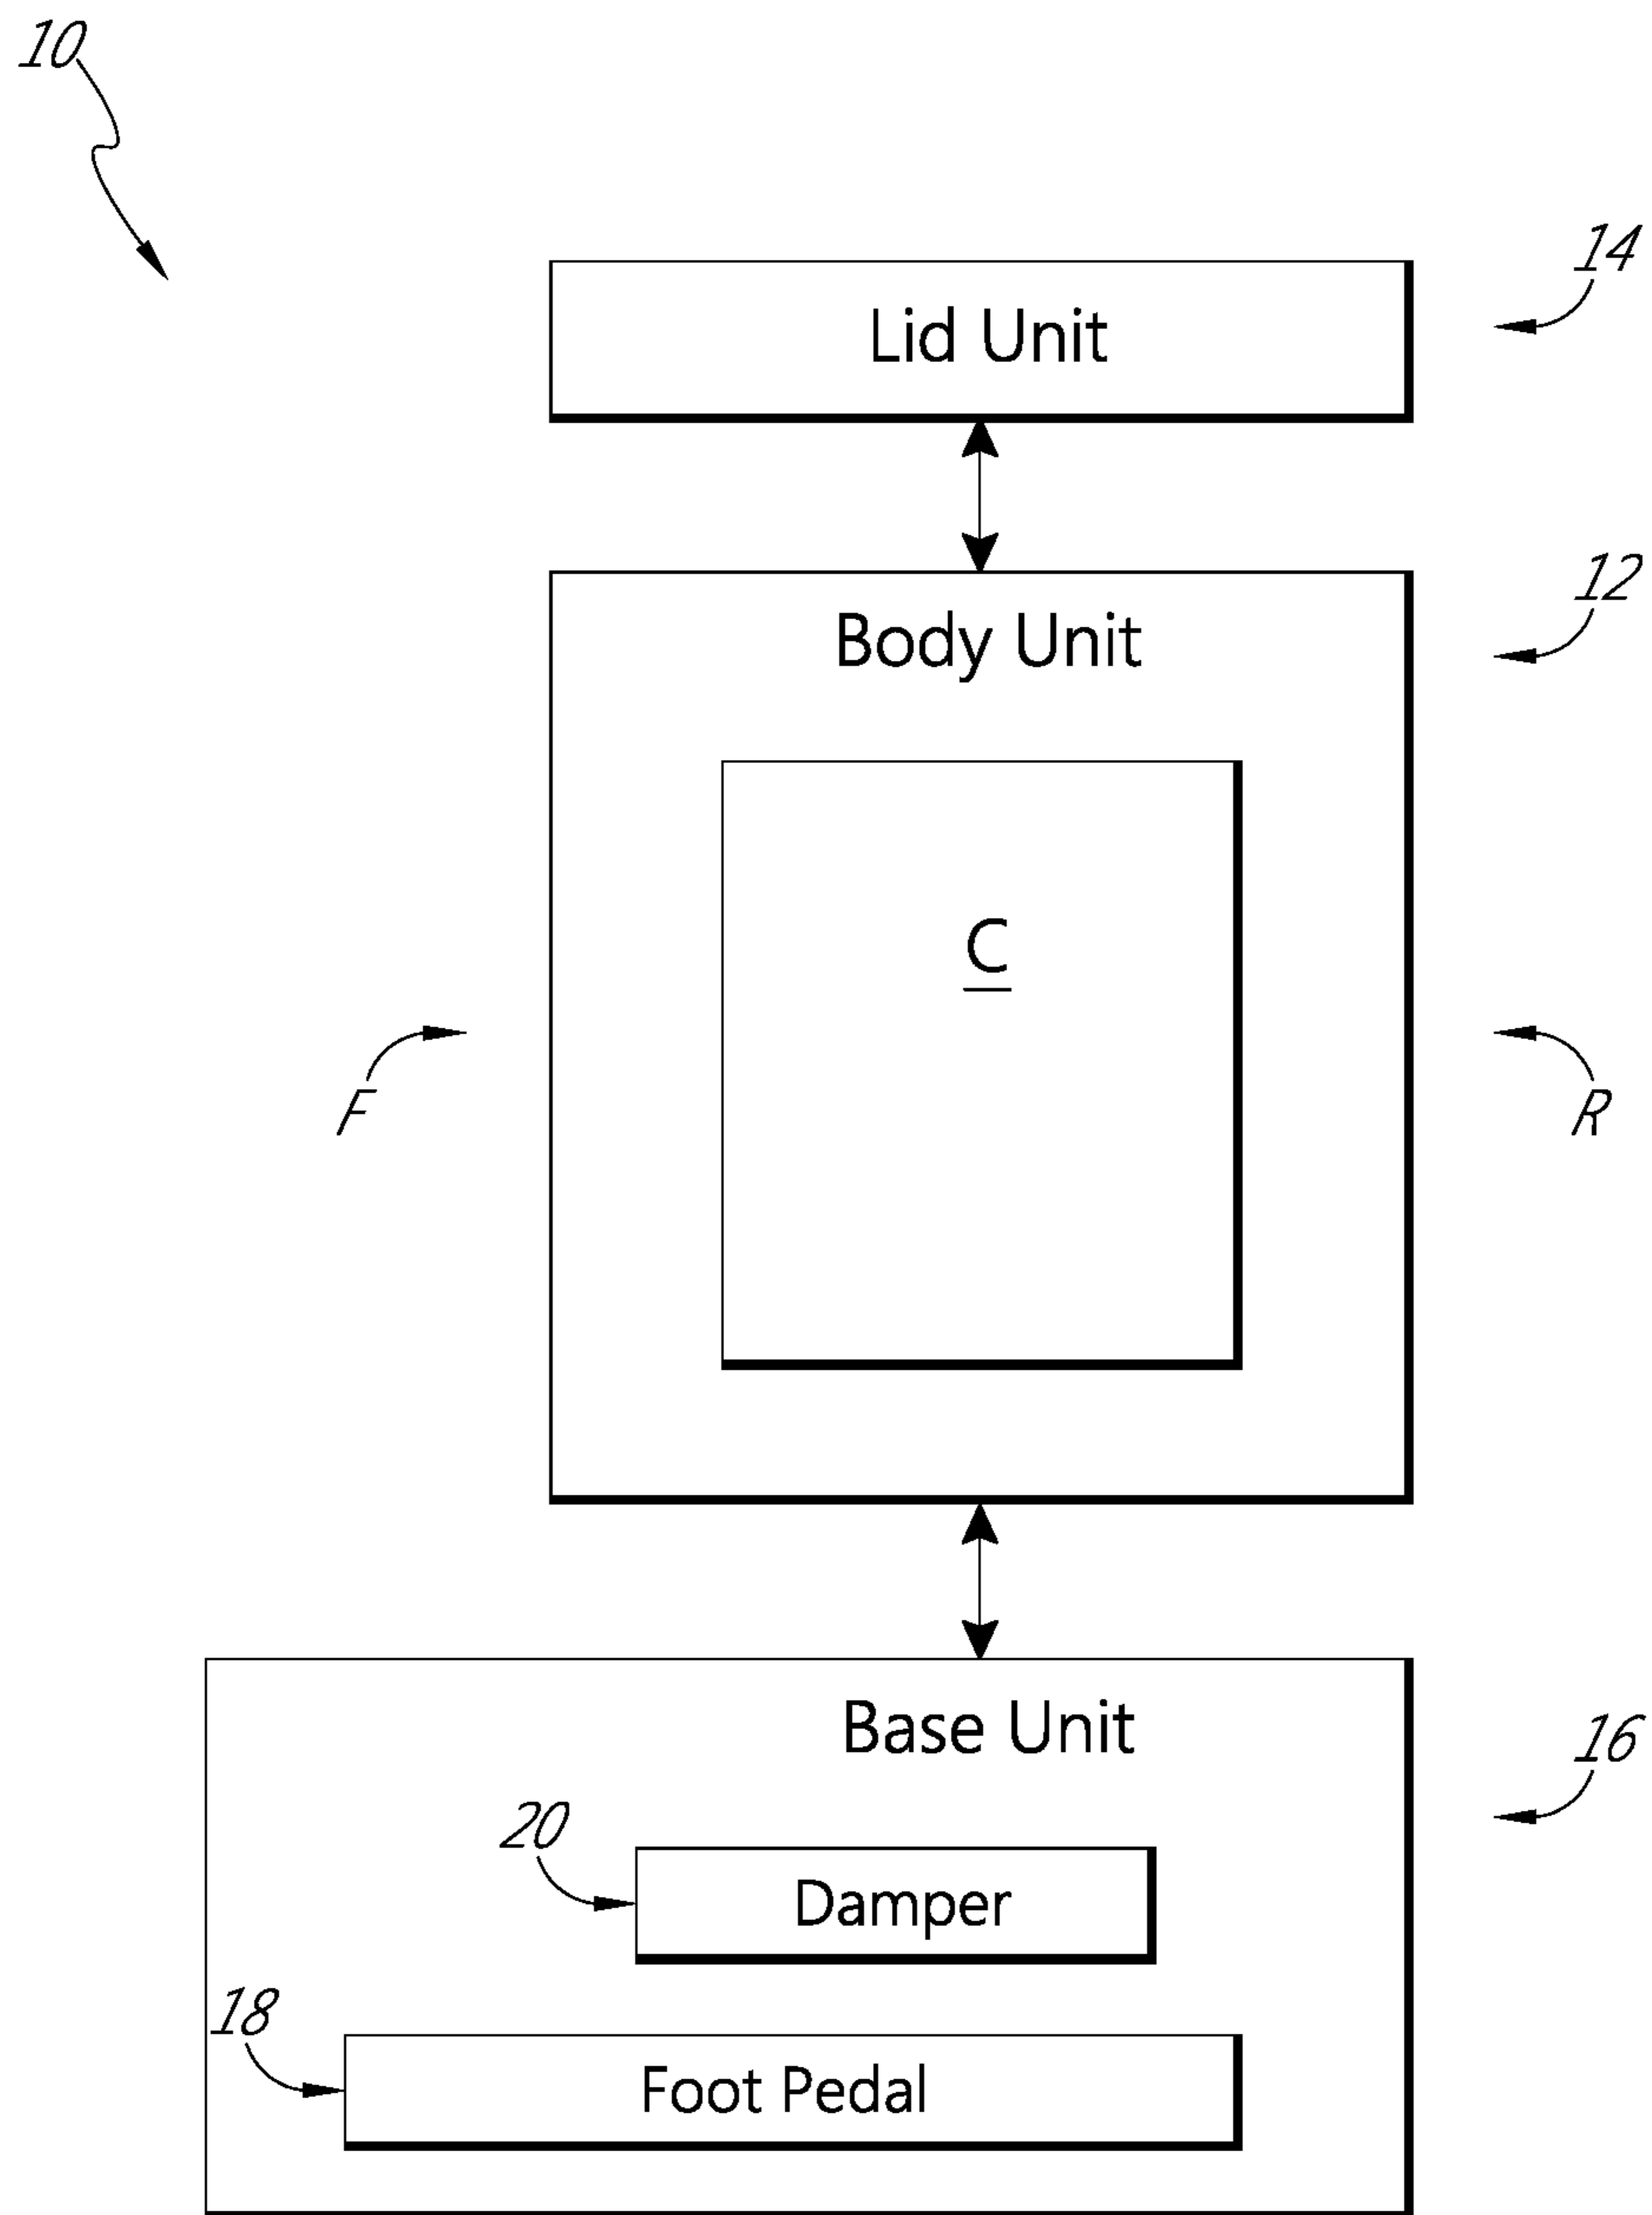 10
14
Lid Unit
12
Body Unit
C
F
R
Base Unit
16
20
Damper
18
Foot Pedal